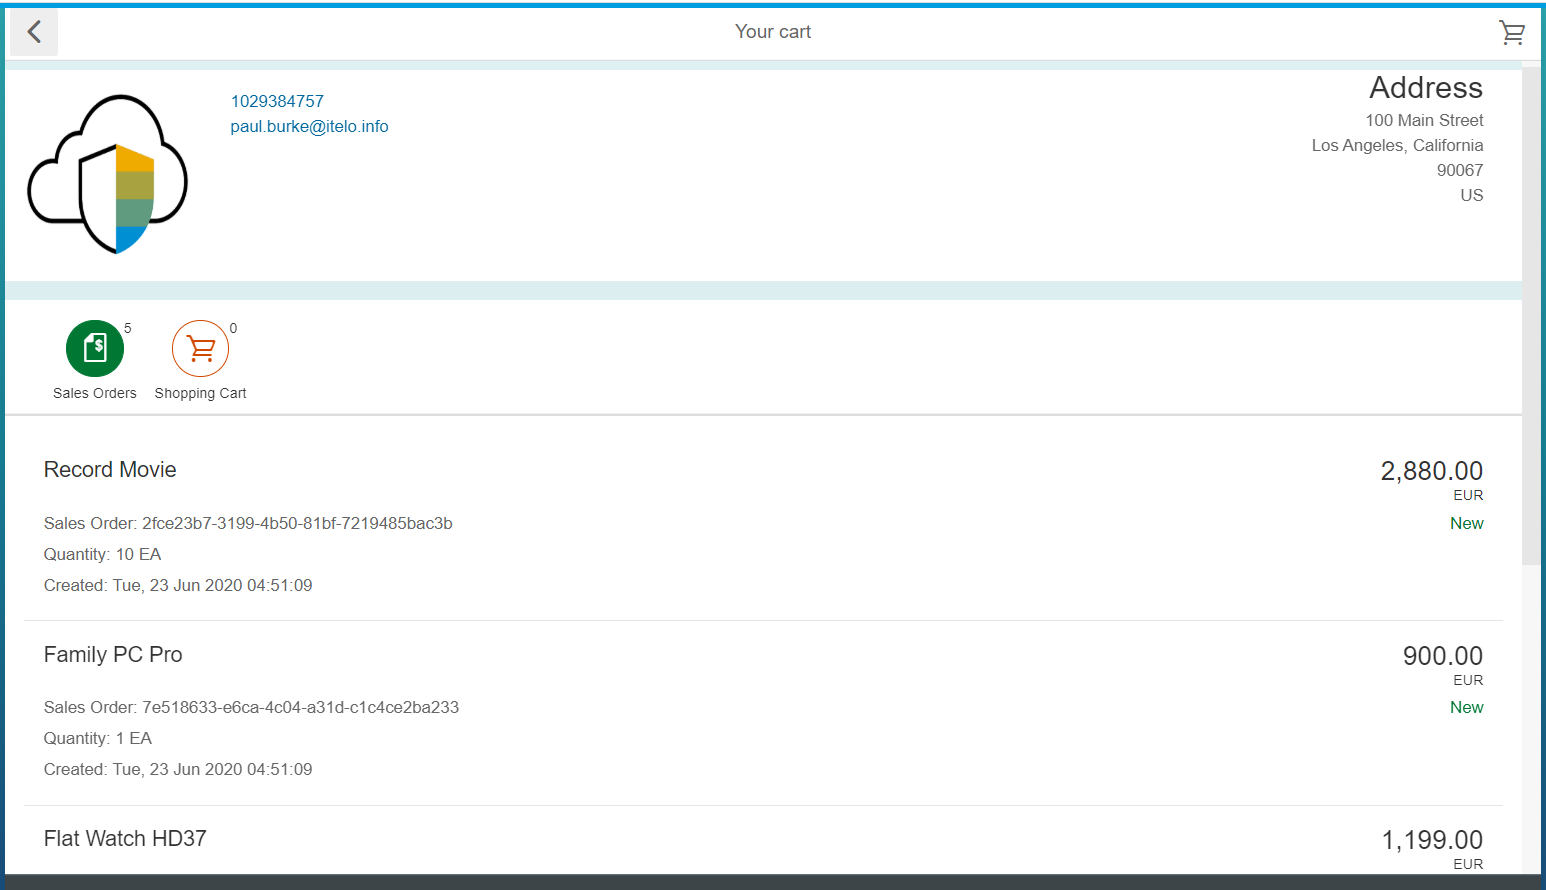 Your cart
1029384757
paul.burke@itelo.info
Address
100 Main Street
Los Angeles, California
90067
US
5
Sales Orders
0
Shopping Cart
Record Movie
2,880.00
EUR
Sales Order: 2fce23b7-3199-4b50-81bf-7219485bac3b
New
Quantity: 10 EA
Created: Tue, 23 Jun 2020 04:51:09
Family PC Pro
900.00
EUR
Sales Order: 7e518633-e6ca-4c04-a31d-c1c4ce2ba233
New
Quantity: 1 EA
Created: Tue, 23 Jun 2020 04:51:09
Flat Watch HD37
1,199.00
EUR